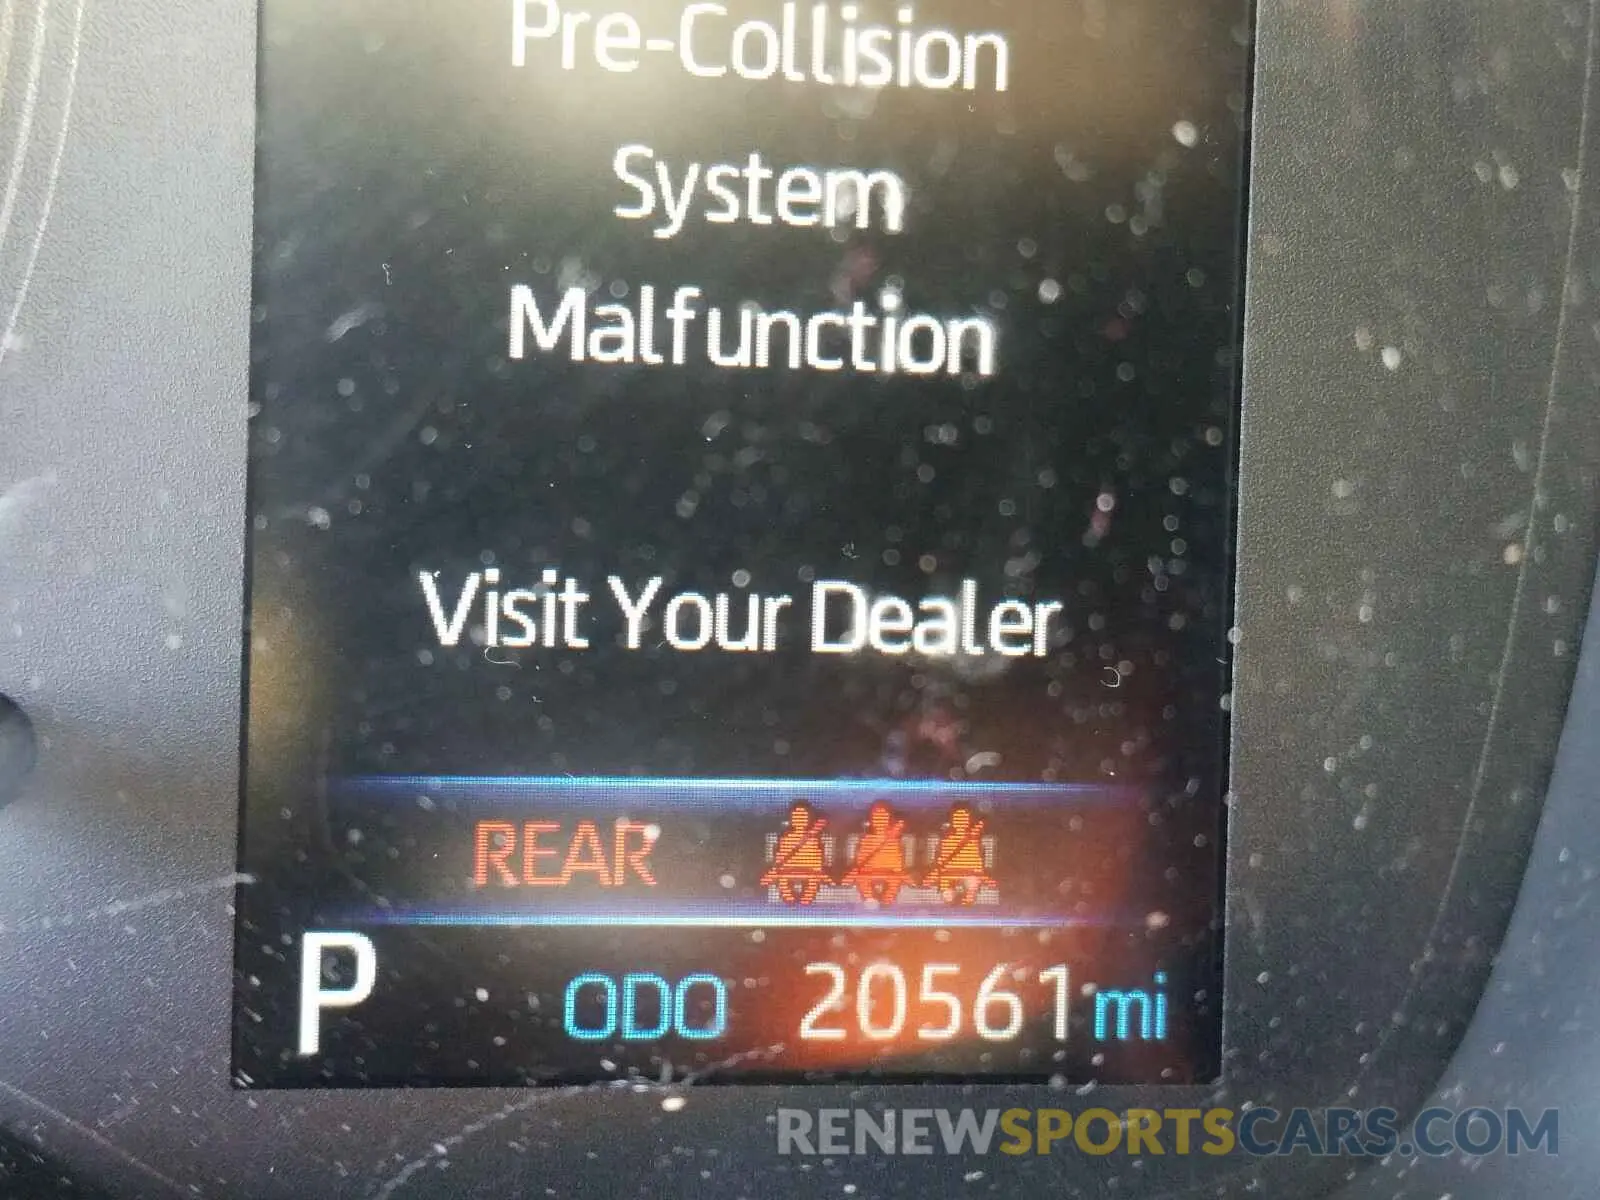 Pre-Collision
System
Malfunction
Visit Your Dealer
REAR
P ODO 20561 mi
RENEWSPORTSCARS.COM